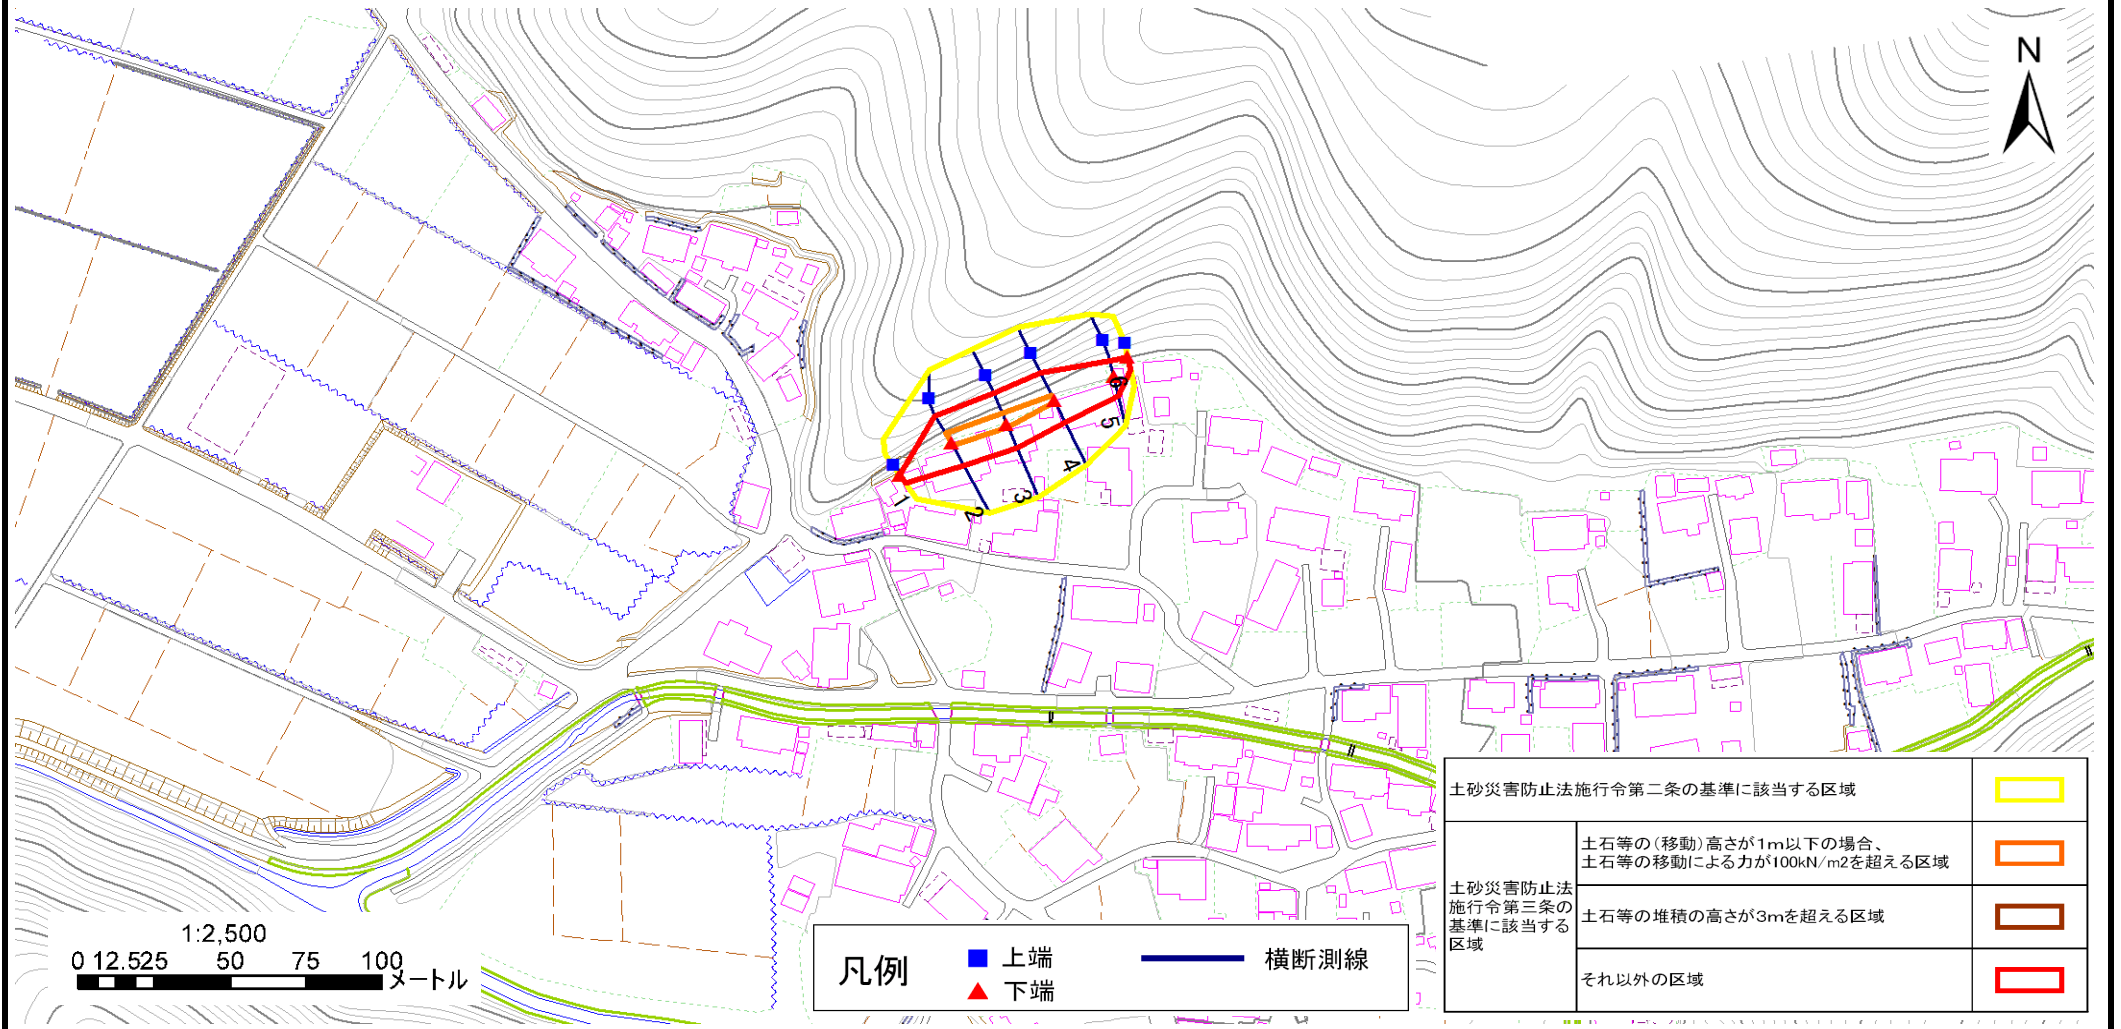 N
6
5
4
3
2
1
1:2,500
0 12.525 50 75 100
メートル
凡例
上端
下端
横断測線
土砂災害防止法施行令第二条の基準に該当する区域
土砂災害防止法
施行令第三条の
基準に該当する
区域
土石等の(移動)高さが1m以下の場合、
土石等の移動による力が100kN/m2を超える区域
土石等の堆積の高さが3mを超える区域
それ以外の区域